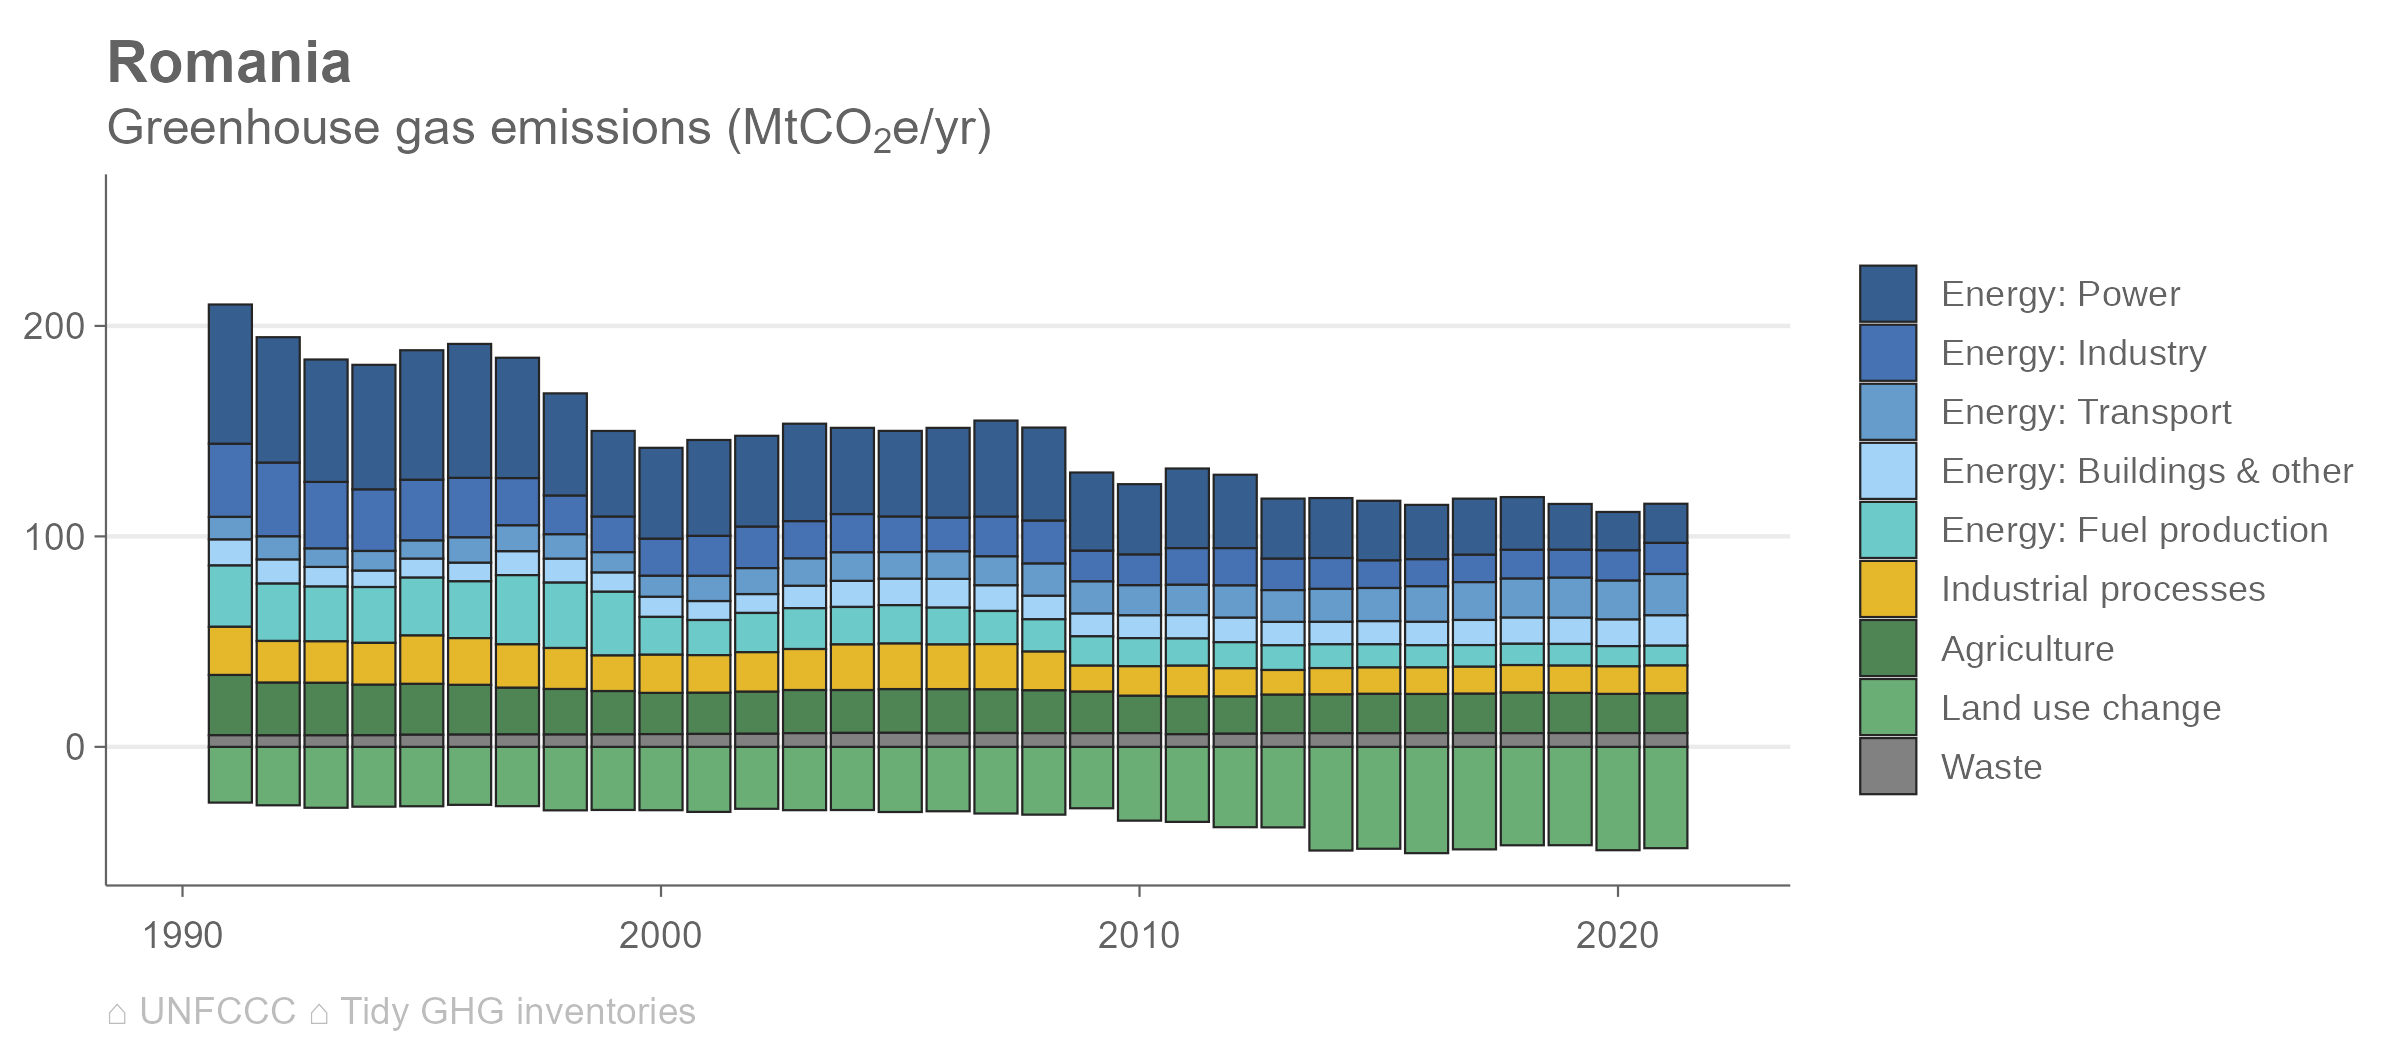 Romania
Greenhouse gas emissions (MtCO₂e/yr)
200
100
0
1990
2000
2010
2020
Energy: Power
Energy: Industry
Energy: Transport
Energy: Buildings & other
Energy: Fuel production
Industrial processes
Agriculture
Land use change
Waste
⌂ UNFCCC ⌂ Tidy GHG inventories